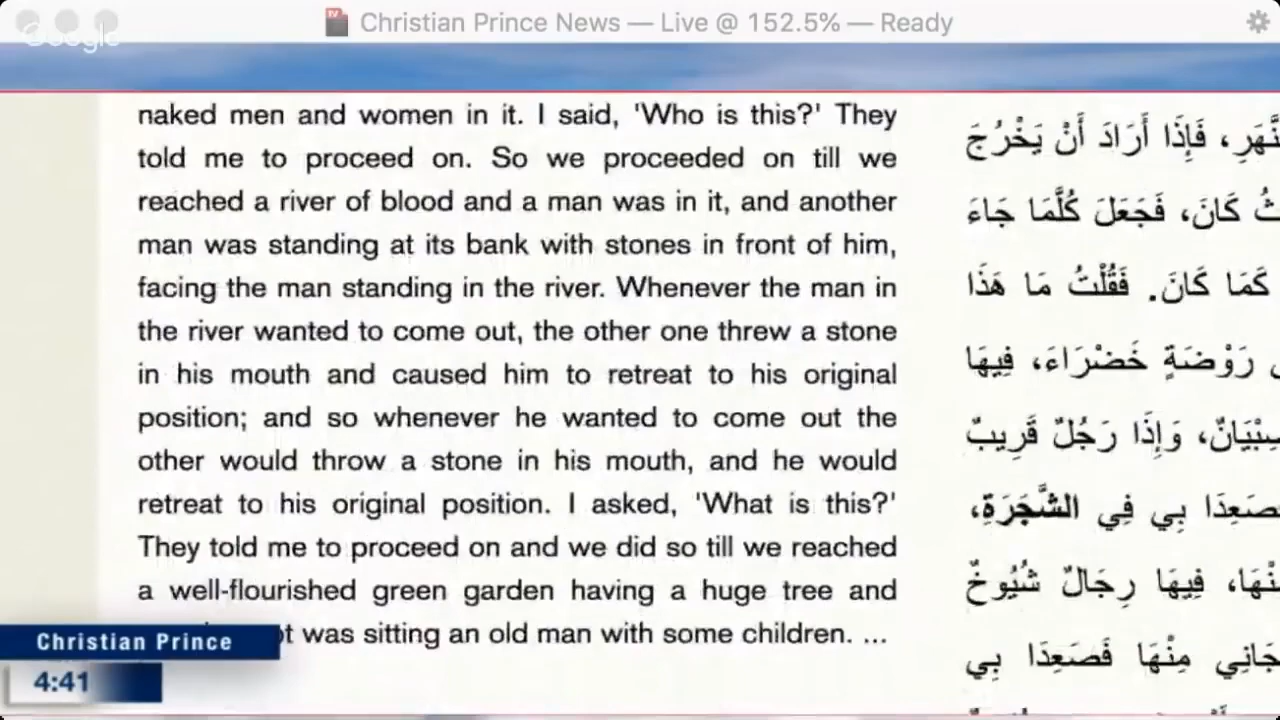 Christian Prince News — Live @ 152.5% — Ready
Google
naked men and women in it. I said, 'Who is this?' They
told me to proceed on. So we proceeded on till we
reached a river of blood and a man was in it, and another
man was standing at its bank with stones in front of him,
facing the man standing in the river. Whenever the man in
the river wanted to come out, the other one threw a stone
in his mouth and caused him to retreat to his original
position; and so whenever he wanted to come out the
other would throw a stone in his mouth, and he would
retreat to his original position. I asked, 'What is this?'
They told me to proceed on and we did so till we reached
a well-flourished green garden having a huge tree and
was sitting an old man with some children. ...
فَإِذَا أَرَادَ أَنْ يَخْرُجَ
كَانَ، فَجَعَلَ كُلَّمَا جَاءَ
كَمَا كَانَ. فَقُلْتُ مَا هَذَا
رَوْضَةٍ خَضْرَاءَ، فِيهَا
وَإِذَا رَجُلٌ قَرِيبٌ
فَصَعِدَا بِي فِي الشَّجَرَةِ،
فِيهَا رِجَالٌ شُيُوخٌ
مِنْهَا فَصَعِدَا بِي
Christian Prince
4:41